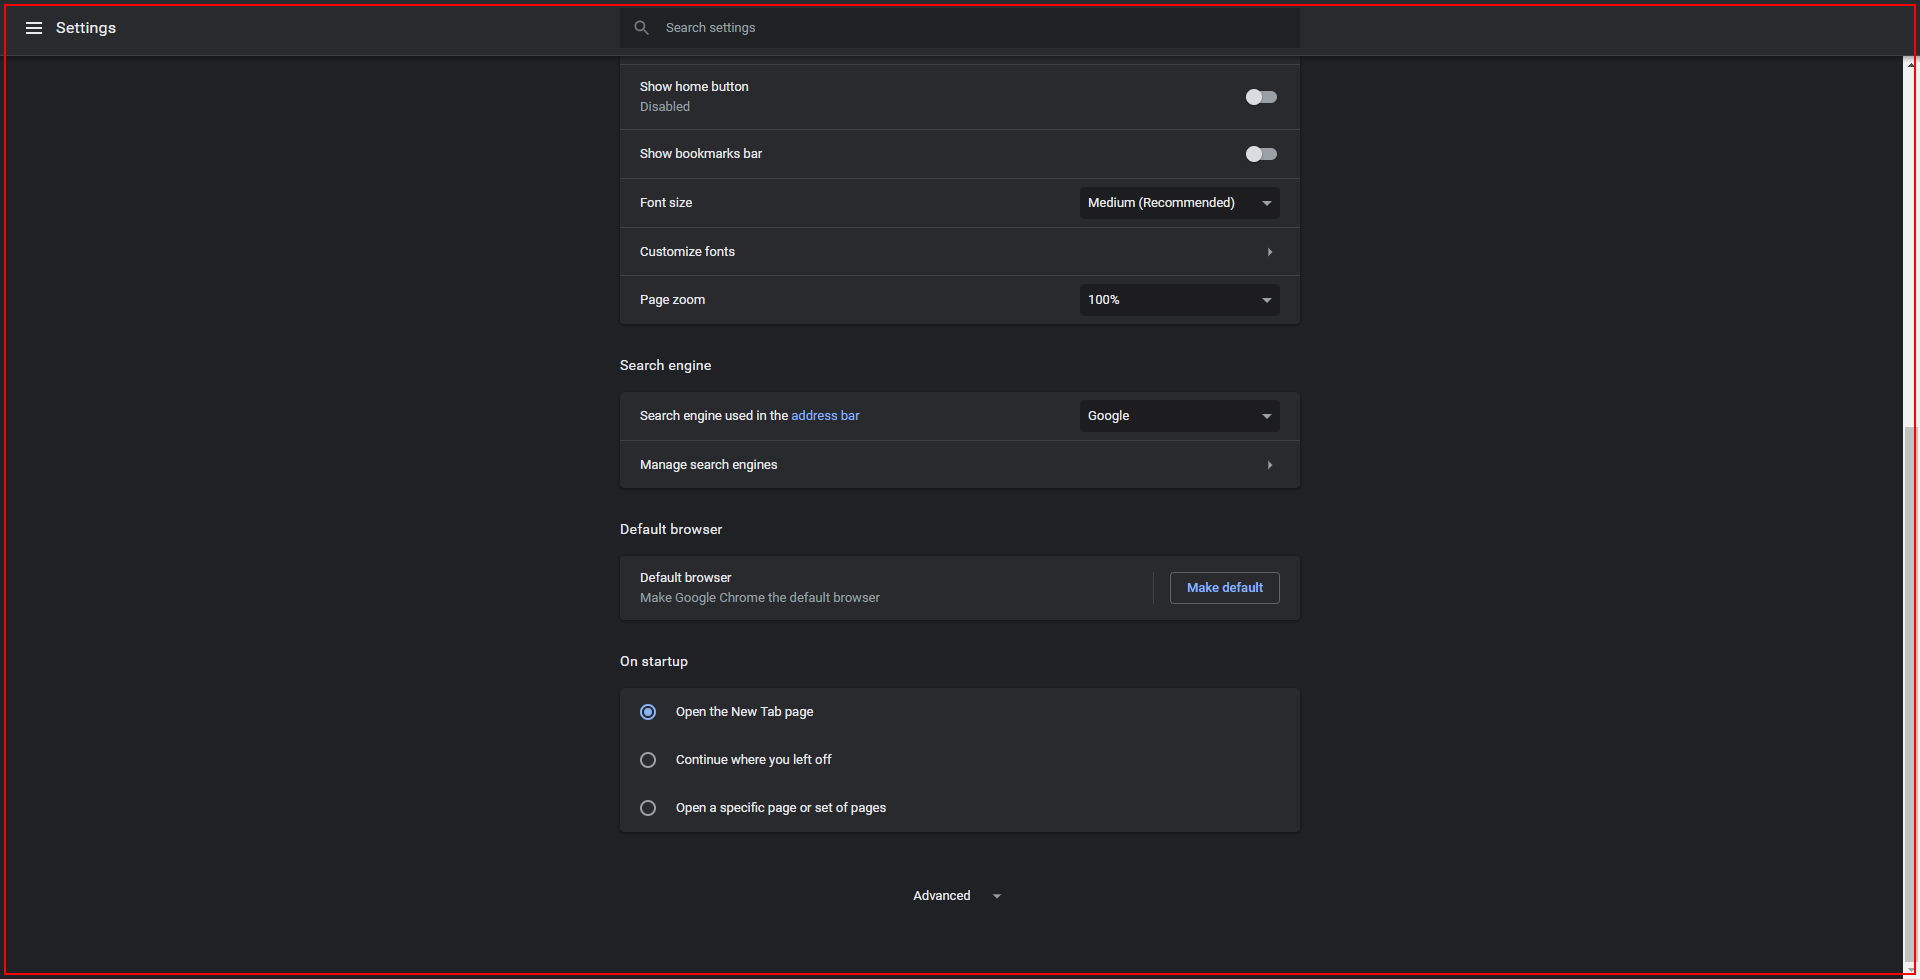 Settings
Search settings
Show home button
Disabled
Show bookmarks bar
Font size
Medium (Recommended)
Customize fonts
Page zoom
100%
Search engine
Search engine used in the address bar
Google
Manage search engines
Default browser
Default browser
Make Google Chrome the default browser
Make default
On startup
Open the New Tab page
Continue where you left off
Open a specific page or set of pages
Advanced